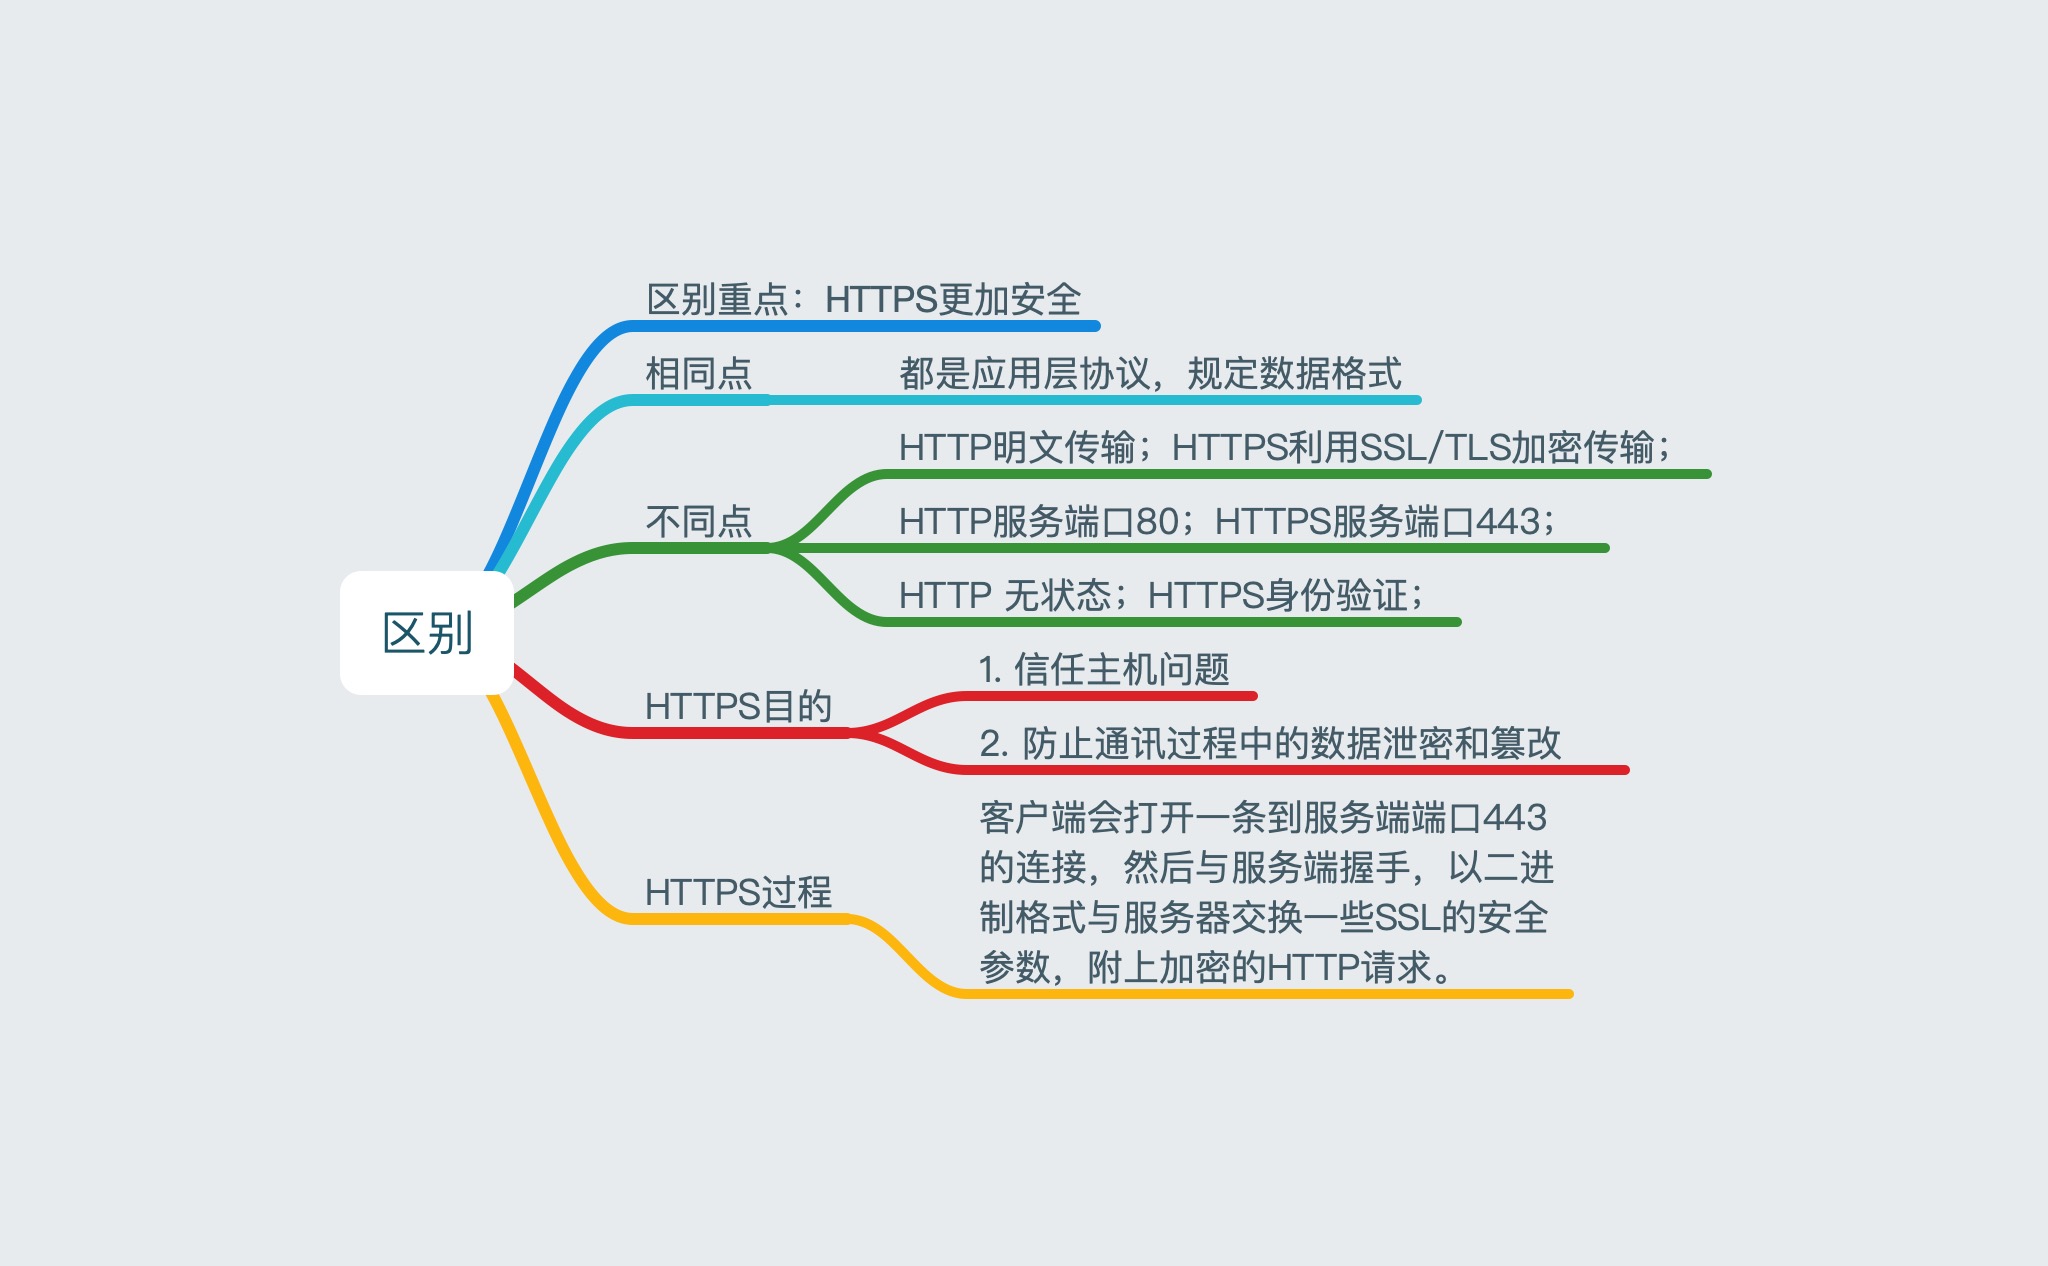 区别
区别重点：HTTPS更加安全
相同点
都是应用层协议，规定数据格式
不同点
HTTP明文传输；HTTPS利用SSL/TLS加密传输；
HTTP服务端口80；HTTPS服务端口443；
HTTP 无状态；HTTPS身份验证；
HTTPS目的
1. 信任主机问题
2. 防止通讯过程中的数据泄密和篡改
HTTPS过程
客户端会打开一条到服务端端口443
的连接，然后与服务端握手，以二进
制格式与服务器交换一些SSL的安全
参数，附上加密的HTTP请求。